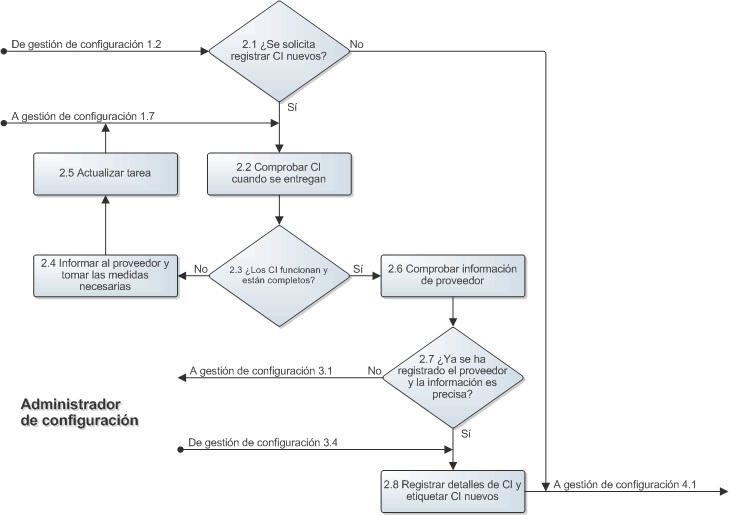 De gestión de configuración 1.2
2.1 ¿Se solicita
registrar CI nuevos?
No
Sí
A gestión de configuración 1.7
2.5 Actualizar tarea
2.2 Comprobar CI
cuando se entregan
2.4 Informar al proveedor y
tomar las medidas
necesarias
No
2.3 ¿Los CI funcionan y
están completos?
Sí
2.6 Comprobar información
de proveedor
A gestión de configuración 3.1
No
2.7 ¿Ya se ha
registrado el proveedor
y la información es
precisa?
Sí
Administrador
de configuración
De gestión de configuración 3.4
2.8 Registrar detalles de CI y
etiquetar CI nuevos
A gestión de configuración 4.1